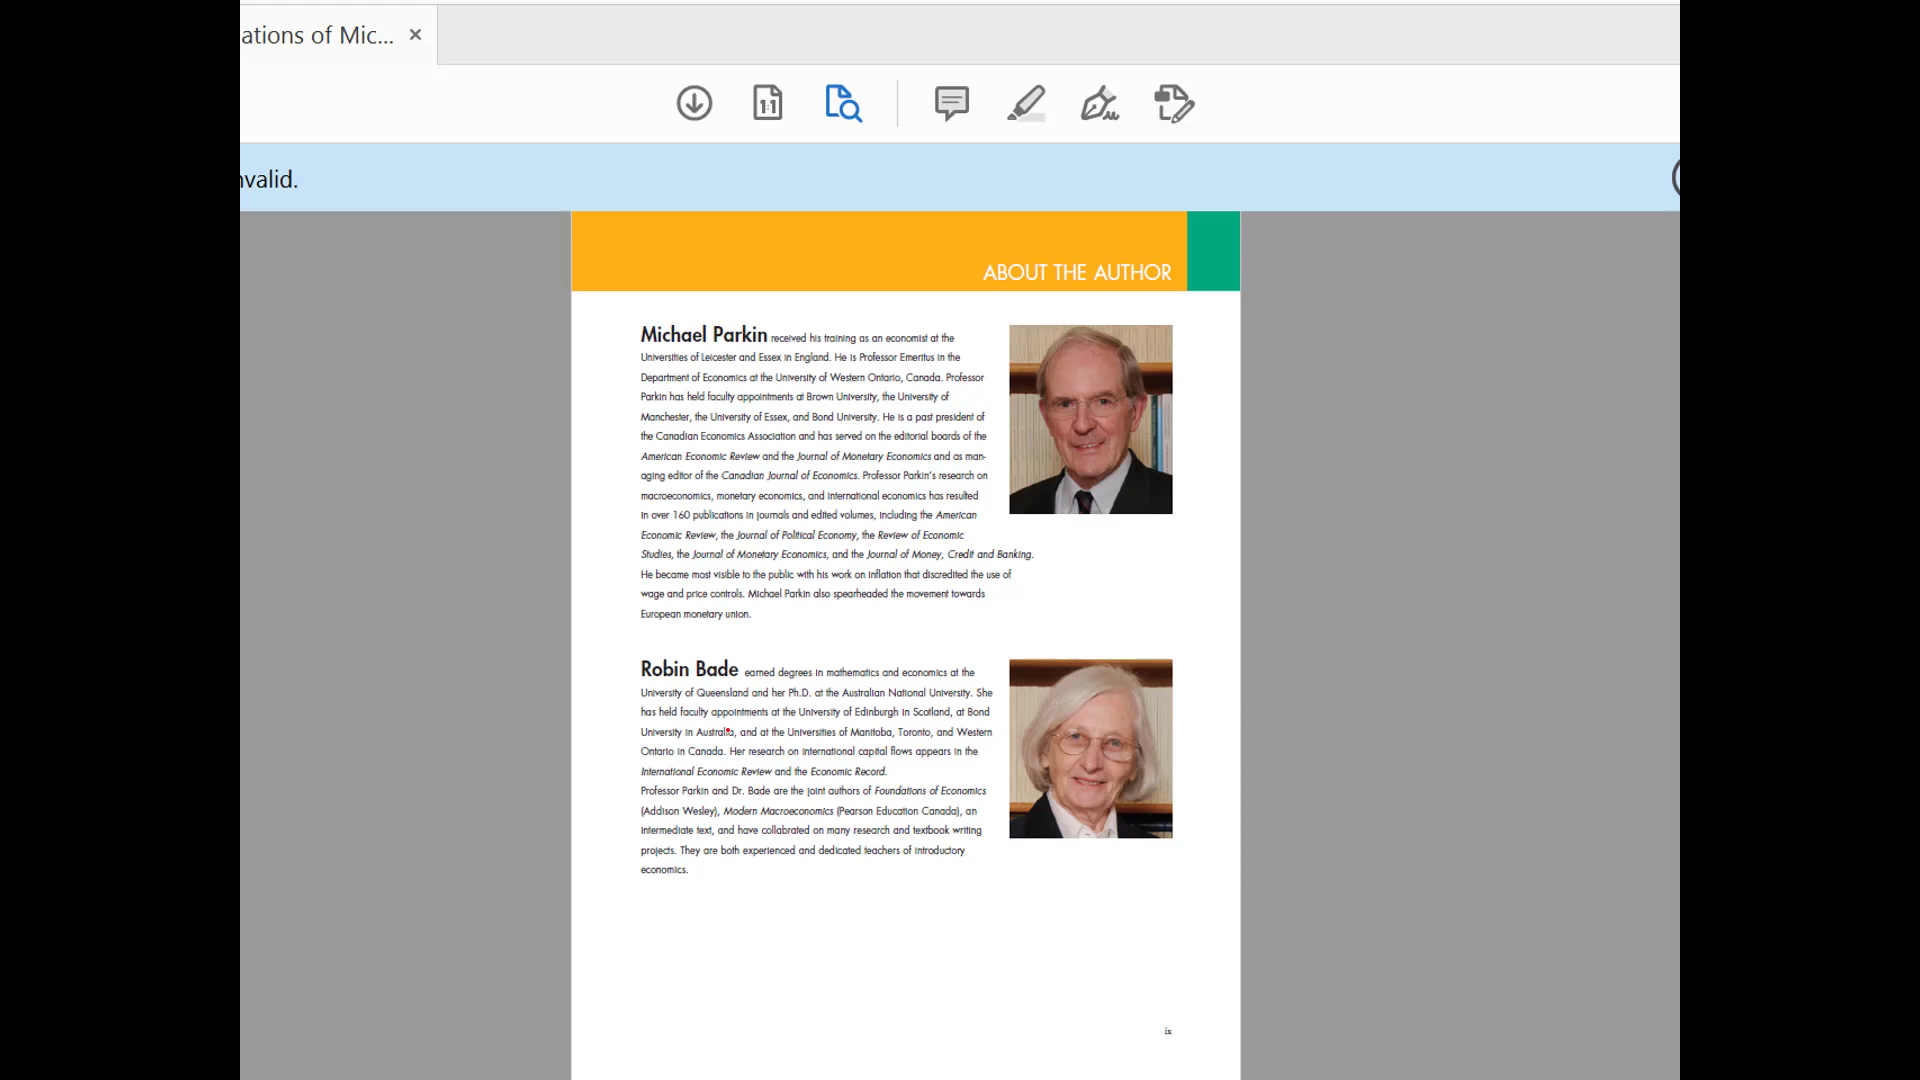 ations of Mic...
1:1
nvalid.
ABOUT THE AUTHOR
Michael Parkin received his training as an economist at the
Universities of Leicester and Essex in England. He is Professor Emeritus in the
Department of Economics at the University of Western Ontario, Canada. Professor
Parkin has held faculty appointments at Brown University, the University of
Manchester, the University of Essex, and Bond University. He is a past president of
the Canadian Economics Association and has served on the editorial boards of the
American Economic Review and the Journal of Monetary Economics and as man-
aging editor of the Canadian Journal of Economics. Professor Parkin's research on
macroeconomics, monetary economics, and international economics has resulted
in over 160 publications in journals and edited volumes, including the American
Economic Review, the Journal of Political Economy, the Review of Economic
Studies, the Journal of Monetary Economics, and the Journal of Money, Credit and Banking.
He became most visible to the public with his work on inflation that discredited the use of
wage and price controls. Michael Parkin also spearheaded the movement towards
European monetary union.
Robin Bade earned degrees in mathematics and economics at the
University of Queensland and her Ph.D. at the Australian National University. She
has held faculty appointments at the University of Edinburgh in Scotland, at Bond
University in Australia, and at the Universities of Manitoba, Toronto, and Western
Ontario in Canada. Her research on international capital flows appears in the
International Economic Review and the Economic Record.
Professor Parkin and Dr. Bade are the joint authors of Foundations of Economics
(Addison Wesley), Modern Macroeconomics (Pearson Education Canada), an
intermediate text, and have collabrated on many research and textbook writing
projects. They are both experienced and dedicated teachers of introductory
economics.
ix